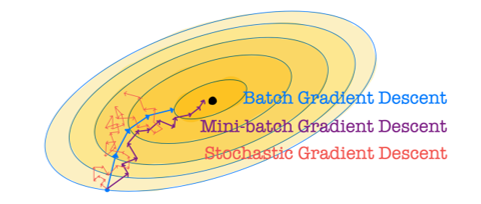 Batch Gradient Descent
Mini-batch Gradient Descent
Stochastic Gradient Descent